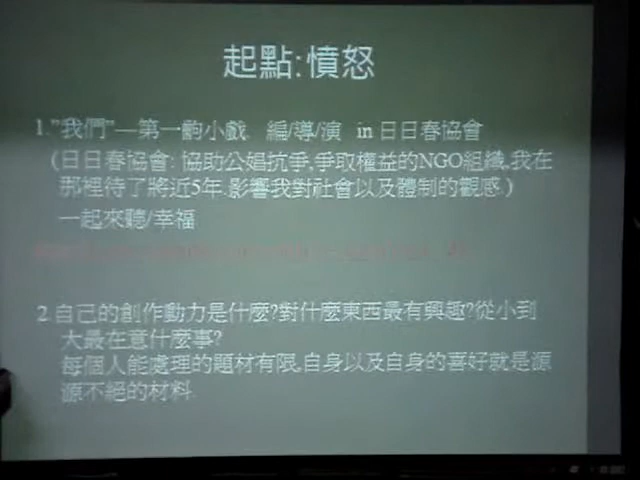 起點:憤怒
1."我們"—第一齣小戲 編/導/演 in 日日春協會
(日日春協會: 協助公娼抗爭,爭取權益的NGO組織,我在
那裡待了將近5年.影響我對社會以及體制的觀感.)
一起來聽/幸福
2.自己的創作動力是什麼?對什麼東西最有興趣?從小到
大最在意什麼事?
每個人能處理的題材有限,自身以及自身的喜好就是源
源不絕的材料.